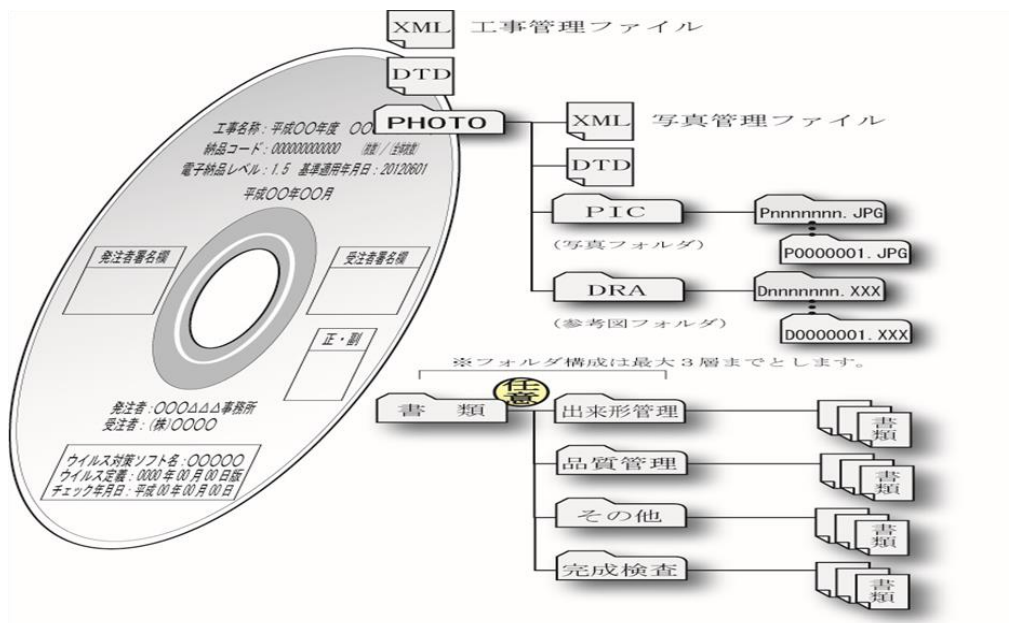 XML 工事管理ファイル
DTD
PHOTO
XML 写真管理ファイル
DTD
PIC
(写真フォルダ)
Pnnnnnnn.JPG
P0000001.JPG
DRA
(参考図フォルダ)
Dnnnnnnn.XXX
D0000001.XXX
※フォルダ構成は最大3層までとします。
任意
書類
出来形管理
書類
品質管理
書類
その他
書類
完成検査
書類
工事名称:平成〇〇年度 〇〇
納品コード:00000000000
電子納品レベル:1.5 基準適用年月日:20120601
平成〇〇年〇〇月
発注者署名欄
受注者署名欄
正・副
発注者:〇〇〇△△△事務所
受注者:(株)〇〇〇〇
ウイルス対策ソフト名:〇〇〇〇〇
ウイルス定義:0000年00月00日版
チェック年月日:平成00年00月00日